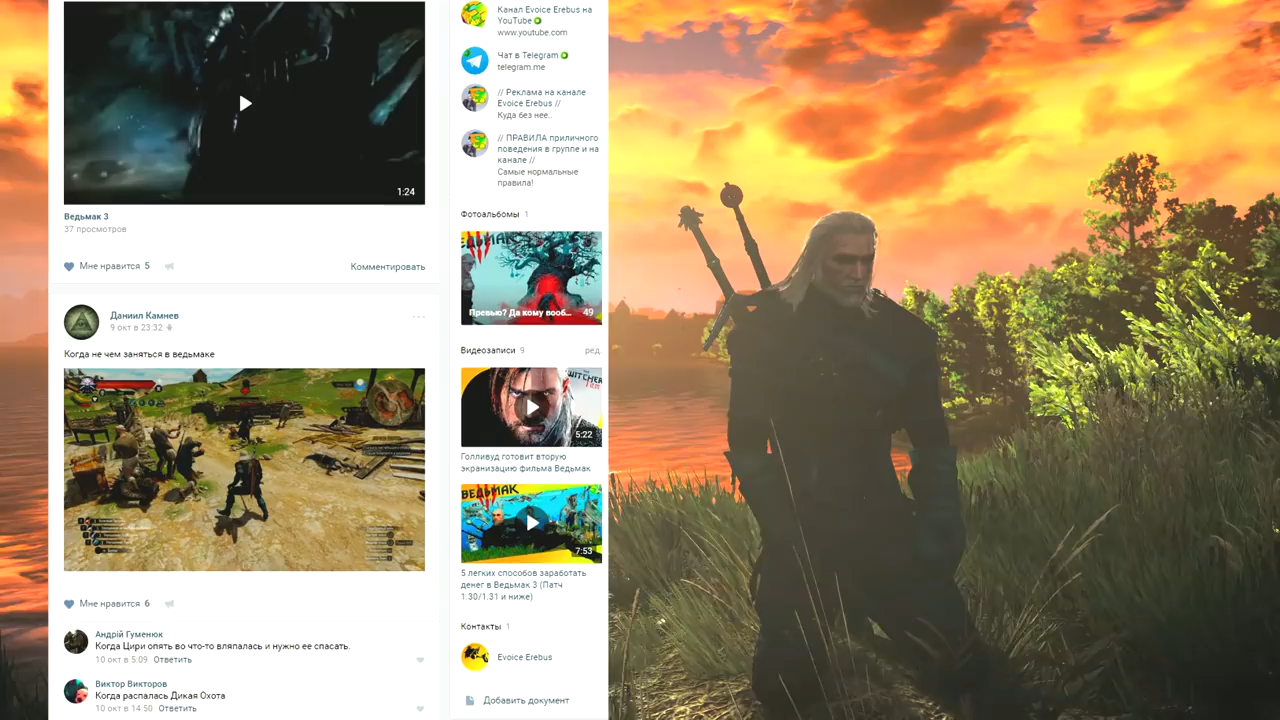 1:24
Ведьмак 3
37 просмотров
Мне нравится 5
Комментировать
Даниил Камнев
9 окт в 23:32
Когда не чем заняться в ведьмаке
Мне нравится 6
Андрій Гуменюк
Когда Цири опять во что-то вляпалась и нужно ее спасать.
10 окт в 5:09 Ответить
Виктор Викторов
Когда распалась Дикая Охота
10 окт в 14:50 Ответить
Канал Evoice Erebus на
YouTube
www.youtube.com
Чат в Telegram
telegram.me
// Реклама на канале
Evoice Erebus //
Куда без нее..
// ПРАВИЛА приличного
поведения в группе и на
канале //
Самые нормальные
правила!
Фотоальбомы 1
ВЕДЬМАК
Превью? Да кому вооб... 49
Видеозаписи 9 ред.
WITCHER
5:22
Голливуд готовит вторую
экранизацию фильма Ведьмак
ВЕДЬМАК
7:53
5 легких способов заработать
денег в Ведьмак 3 (Патч
1.30/1.31 и ниже)
Контакты 1
Evoice Erebus
Добавить документ